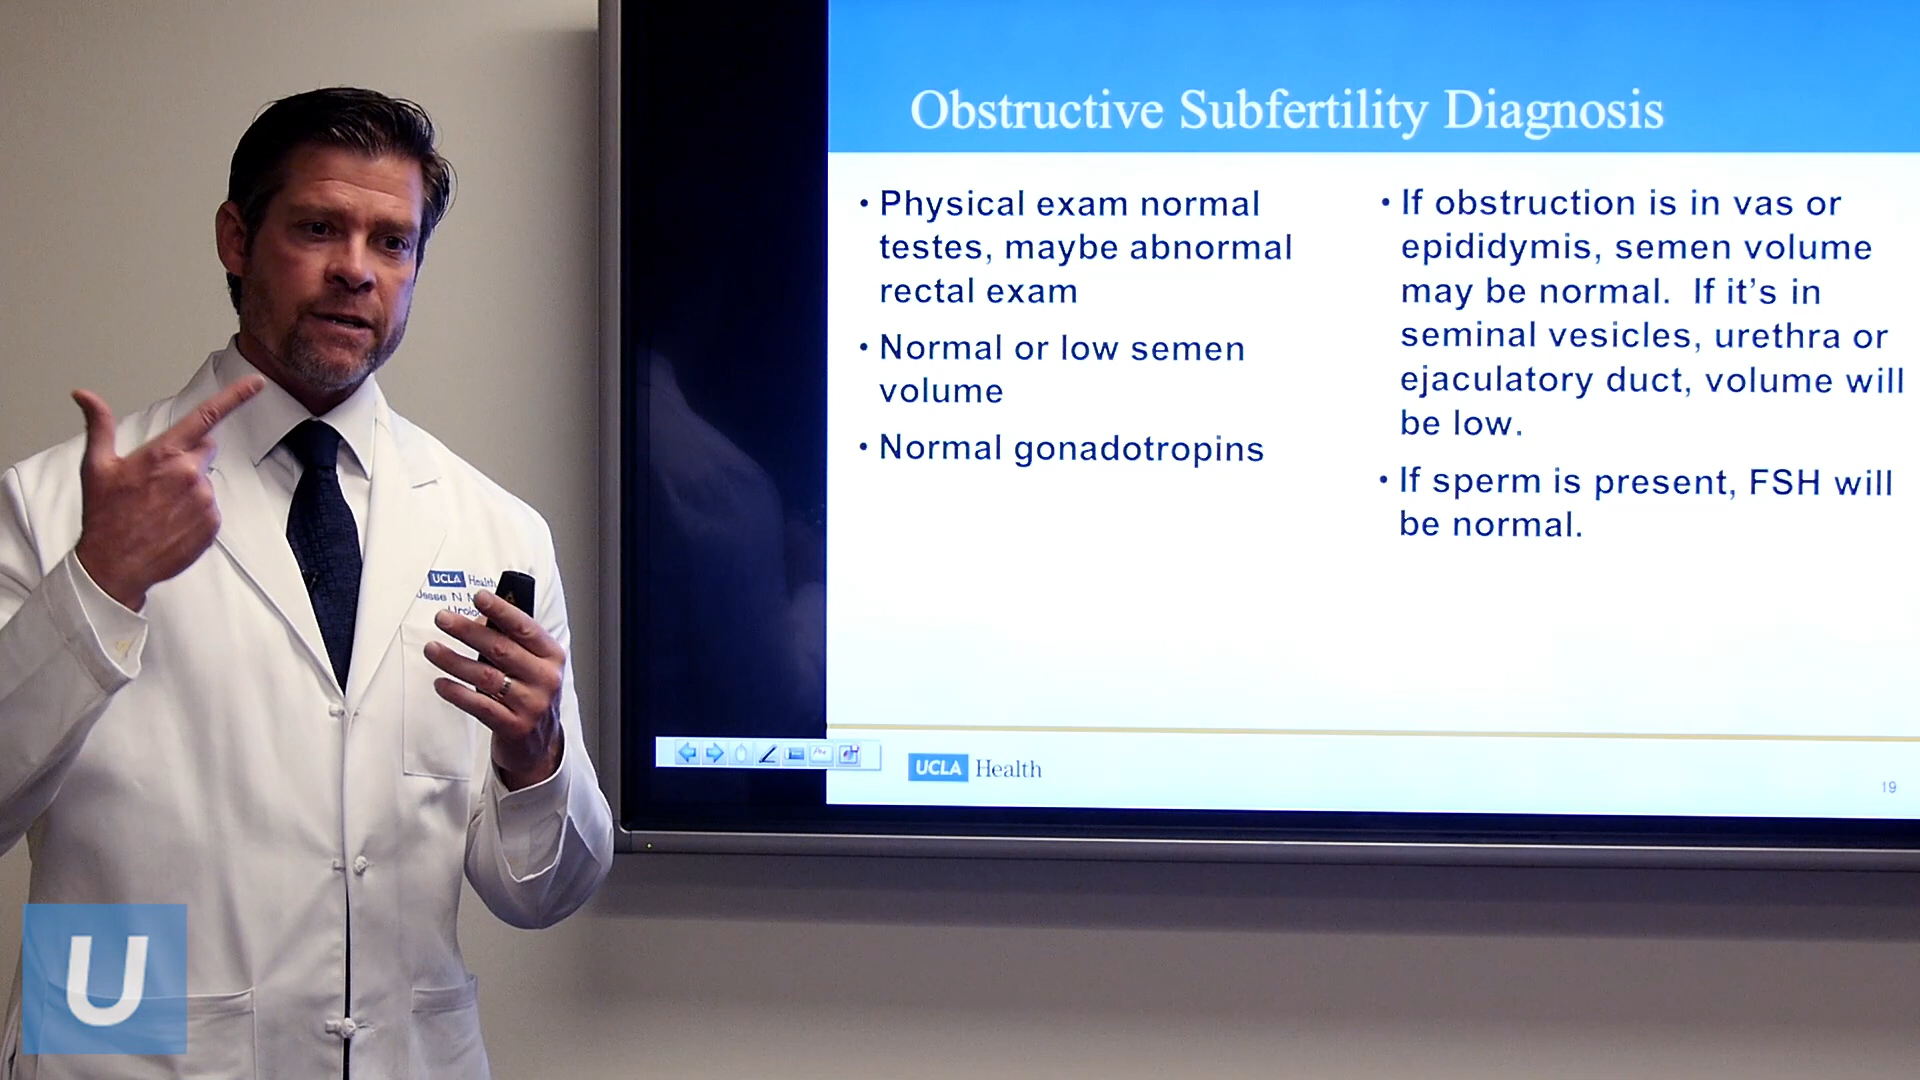 Obstructive Subfertility Diagnosis
• Physical exam normal
testes, maybe abnormal
rectal exam
• Normal or low semen
volume
• Normal gonadotropins
• If obstruction is in vas or
epididymis, semen volume
may be normal. If it's in
seminal vesicles, urethra or
ejaculatory duct, volume will
be low.
• If sperm is present, FSH will
be normal.
UCLA Health
19
UCLA Health
Jesse N
U